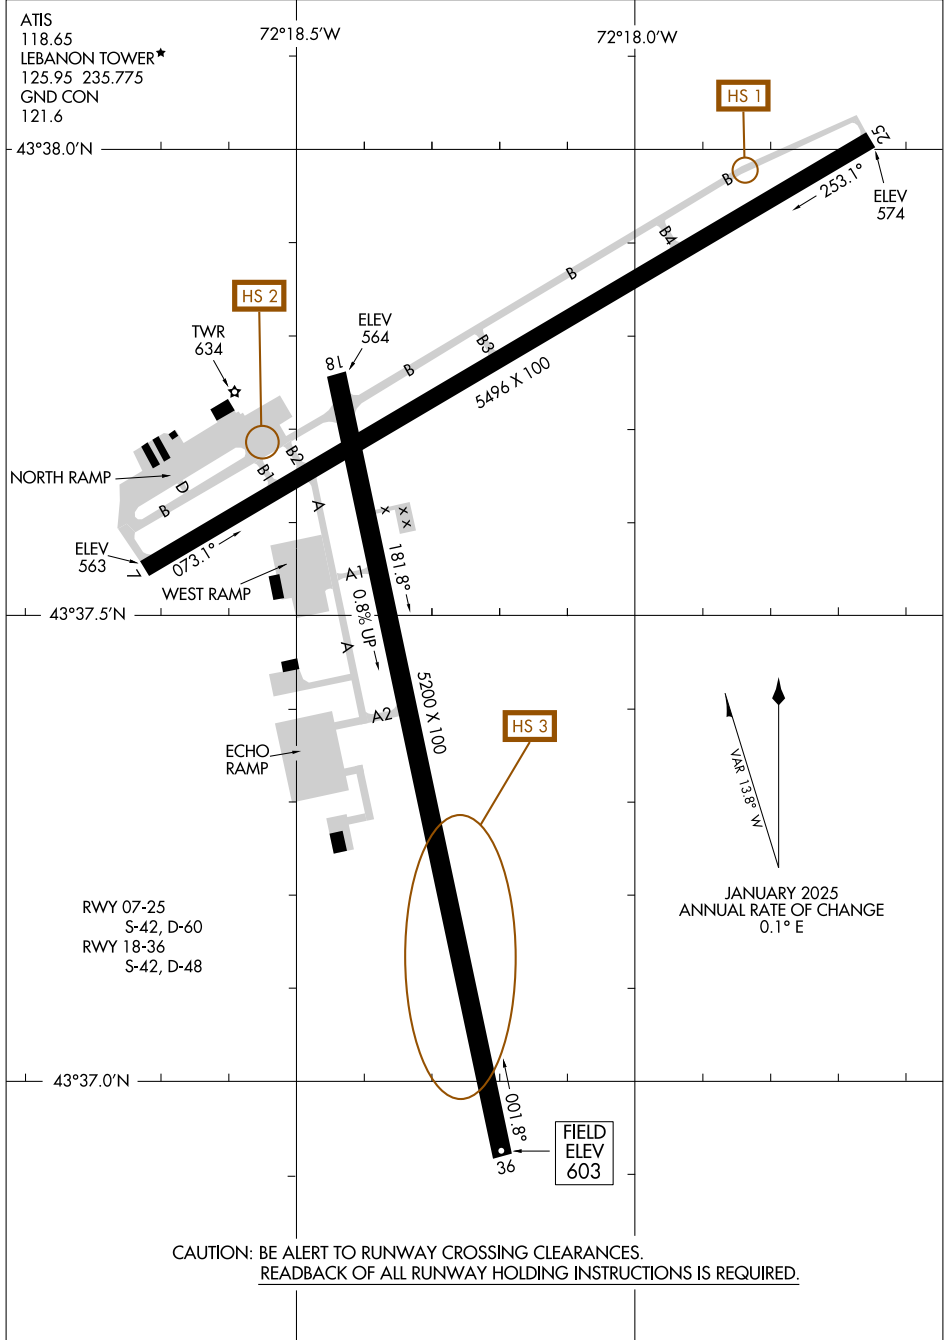 ATIS
118.65
LEBANON TOWER★
125.95 235.775
GND CON
121.6
72°18.5'W
72°18.0'W
HS 1
43°38.0'N
25
ELEV
574
253.1°
B
B4
B
HS 2
TWR
634
ELEV
564
18
B
B3
5496 X 100
B2
B1
NORTH RAMP
D
B
A
X
X
X
ELEV
563
7
073.1°
WEST RAMP
A1
181.8°
0.8% UP
43°37.5'N
A
A2
5200 X 100
HS 3
ECHO
RAMP
VAR 13.8° W
JANUARY 2025
ANNUAL RATE OF CHANGE
0.1° E
RWY 07-25
S-42, D-60
RWY 18-36
S-42, D-48
43°37.0'N
001.8°
36
FIELD
ELEV
603
CAUTION: BE ALERT TO RUNWAY CROSSING CLEARANCES.
READBACK OF ALL RUNWAY HOLDING INSTRUCTIONS IS REQUIRED.